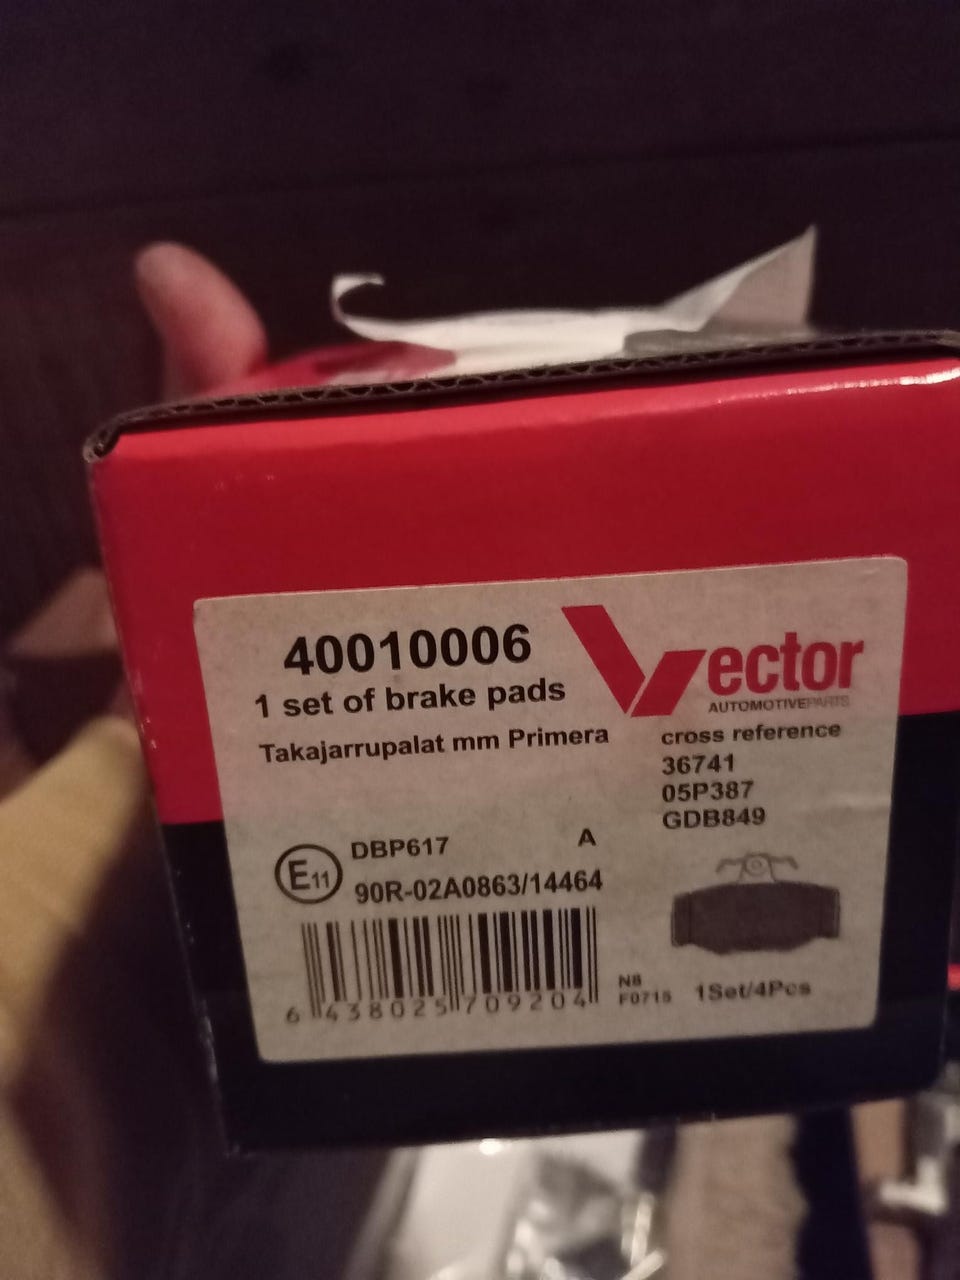 40010006
1 set of brake pads
Takajarrupalat mm Primera
Vector
AUTOMOTIVEPARTS
cross reference
36741
05P387
GDB849
E11
DBP617
A
90R-02A0863/14464
6 438025 709204
N8
F0715
1Set/4Pcs